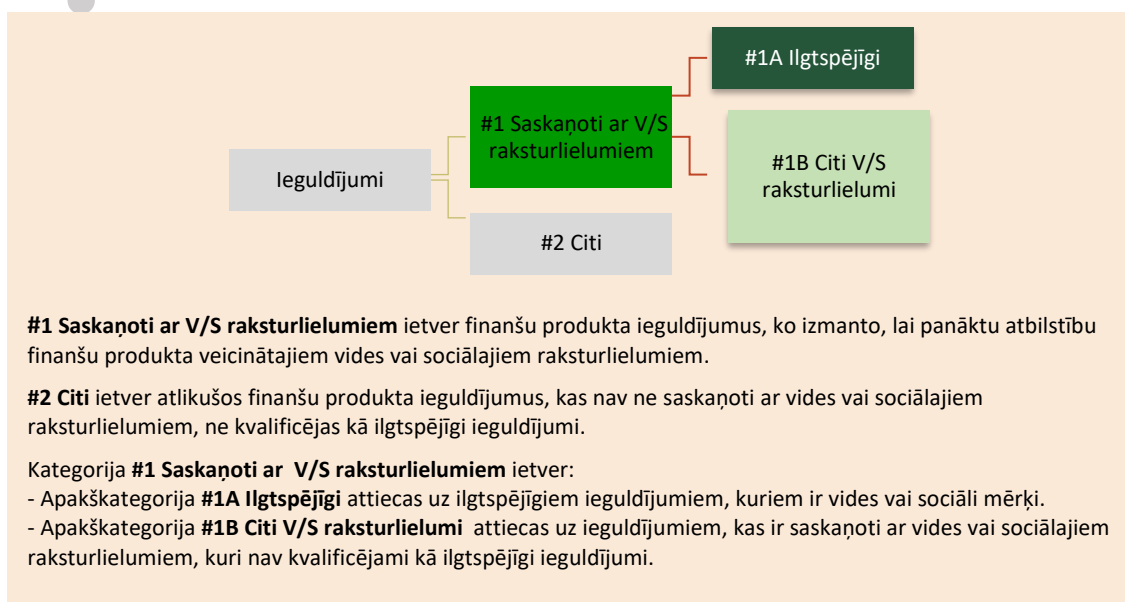 #1A Ilgtspējīgi
#1 Saskaņoti ar V/S
raksturlielumiem
#1B Citi V/S
raksturlielumi
Ieguldījumi
#2 Citi
#1 Saskaņoti ar V/S raksturlielumiem ietver finanšu produkta ieguldījumus, ko izmanto, lai panāktu atbilstību
finanšu produkta veicinātajiem vides vai sociālajiem raksturlielumiem.
#2 Citi ietver atlikušos finanšu produkta ieguldījumus, kas nav ne saskaņoti ar vides vai sociālajiem
raksturlielumiem, ne kvalificējas kā ilgtspējīgi ieguldījumi.
Kategorija #1 Saskaņoti ar V/S raksturlielumiem ietver:
- Apakškategorija #1A Ilgtspējīgi attiecas uz ilgtspējīgiem ieguldījumiem, kuriem ir vides vai sociāli mērķi.
- Apakškategorija #1B Citi V/S raksturlielumi attiecas uz ieguldījumiem, kas ir saskaņoti ar vides vai sociālajiem
raksturlielumiem, kuri nav kvalificējami kā ilgtspējīgi ieguldījumi.